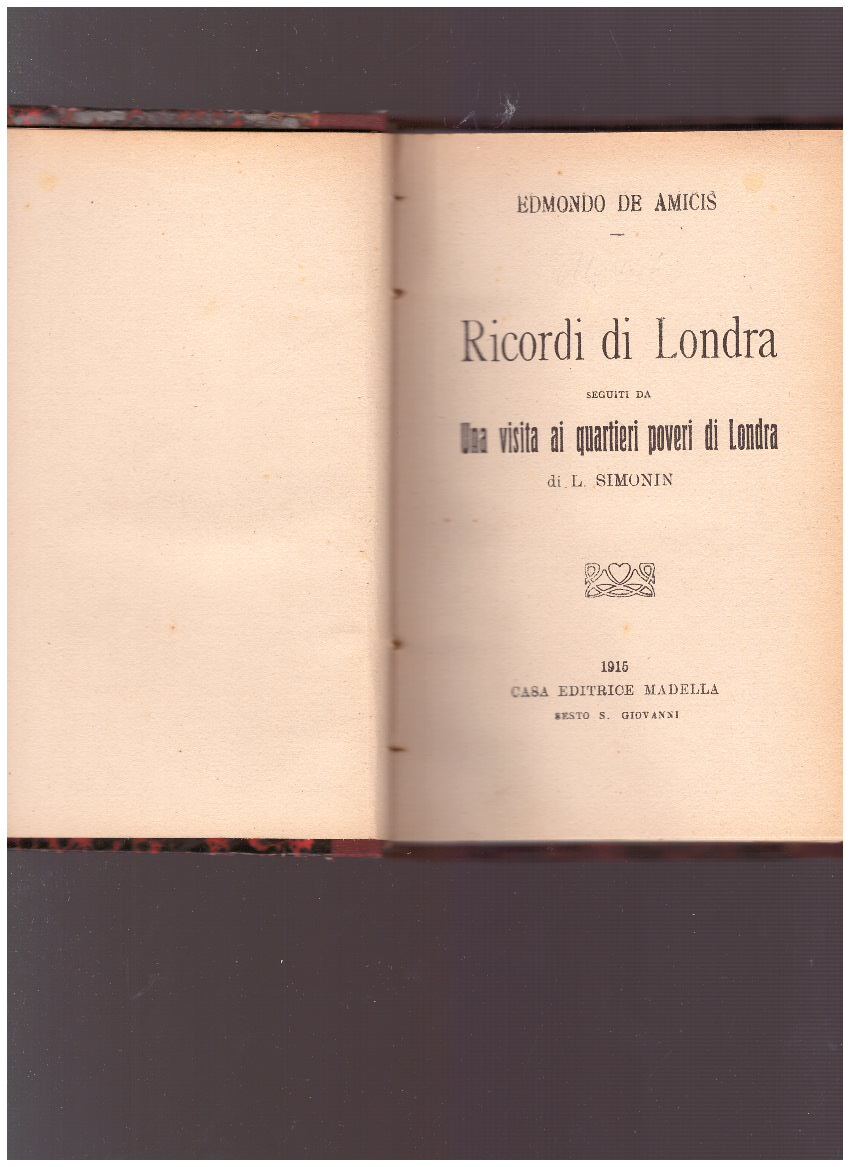 EDMONDO DE AMICIS
Ricordi di Londra
SEGUITI DA
Una visita ai quartieri poveri di Londra
di L. SIMONIN
1915
CASA EDITRICE MADELLA
SESTO S. GIOVANNI